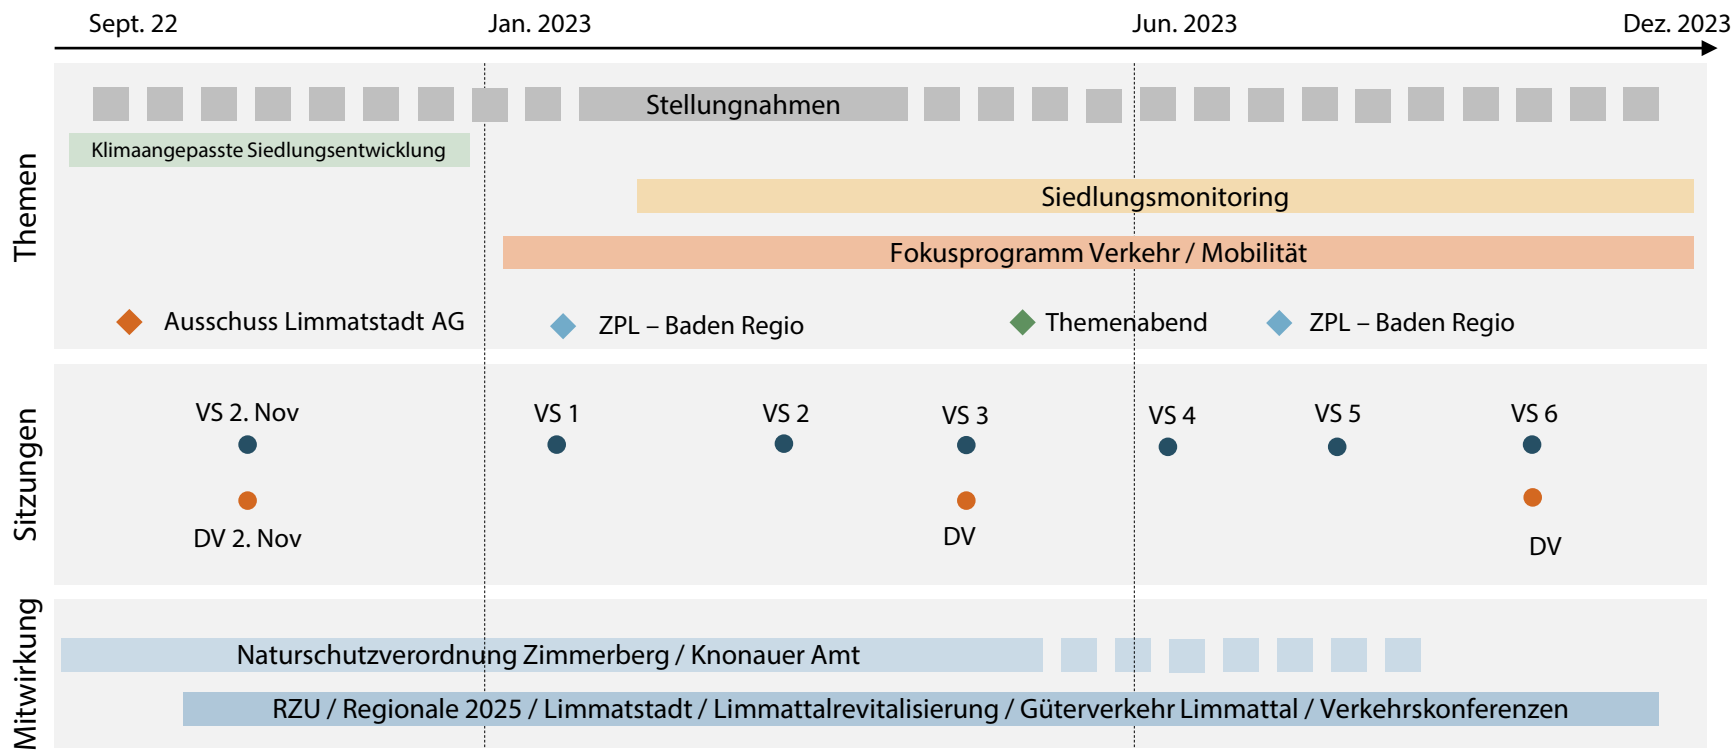 Sept. 22
Jan. 2023
Jun. 2023
Dez. 2023
Themen
Stellungnahmen
Klimaangepasste Siedlungsentwicklung
Siedlungsmonitoring
Fokusprogramm Verkehr / Mobilität
Ausschuss Limmatstadt AG
ZPL – Baden Regio
Themenabend
ZPL – Baden Regio
Sitzungen
VS 2. Nov
VS 1
VS 2
VS 3
VS 4
VS 5
VS 6
DV 2. Nov
DV
DV
Mitwirkung
Naturschutzverordnung Zimmerberg / Knonauer Amt
RZU / Regionale 2025 / Limmatstadt / Limmattalrevitalisierung / Güterverkehr Limmattal / Verkehrskonferenzen